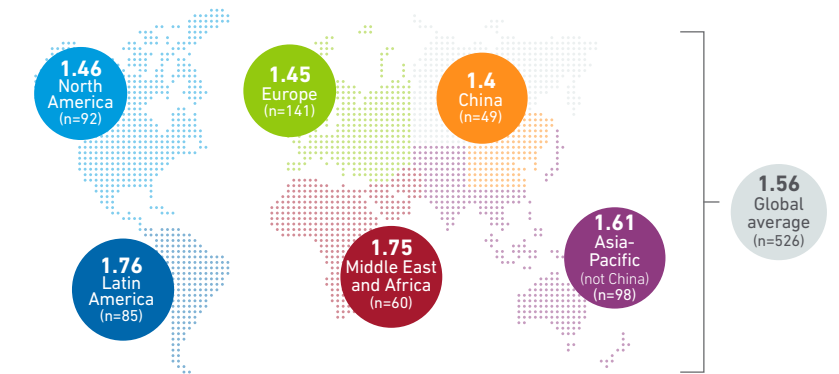 1.46
North
America
(n=92)
1.45
Europe
(n=141)
1.4
China
(n=49)
1.76
Latin
America
(n=85)
1.75
Middle East
and Africa
(n=60)
1.61
Asia-
Pacific
(not China)
(n=98)
1.56
Global
average
(n=526)